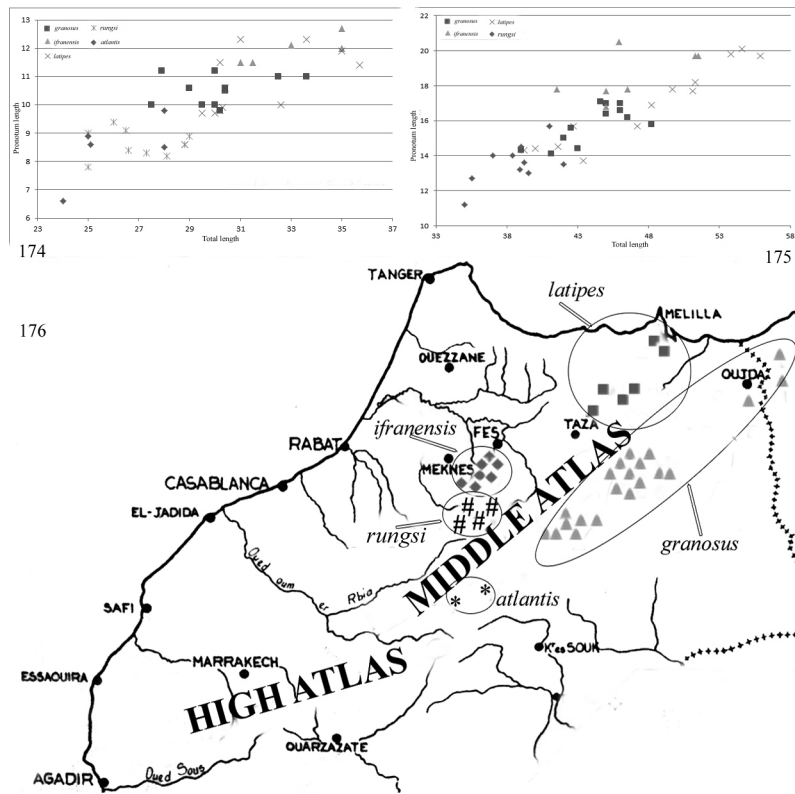 13
12
11
10
9
8
7
6
Pronotum length
granosus rungsi
ifranensis atlantis
latipes
23 25 27 29 31 33 35 37
Total length
22
20
18
16
14
12
10
Pronotum length
granosus latipes
ifranensis rungsi
33 38 43 48 53 58
Total length
174
175
176
TANGER
latipes
MELILLA
OUEZZANE
OUJDA
ifranensis
FES
TAZA
RABAT
MEKNES
CASABLANCA
EL-JADIDA
rungsi
# # #
# #
granosus
MIDDLE ATLAS
Oued oum er Rbia
* *
atlantis
SAFI
K'es SOUK
MARRAKECH
ESSAOUIRA
HIGH ATLAS
OUARZAZATE
AGADIR
Oued Sous